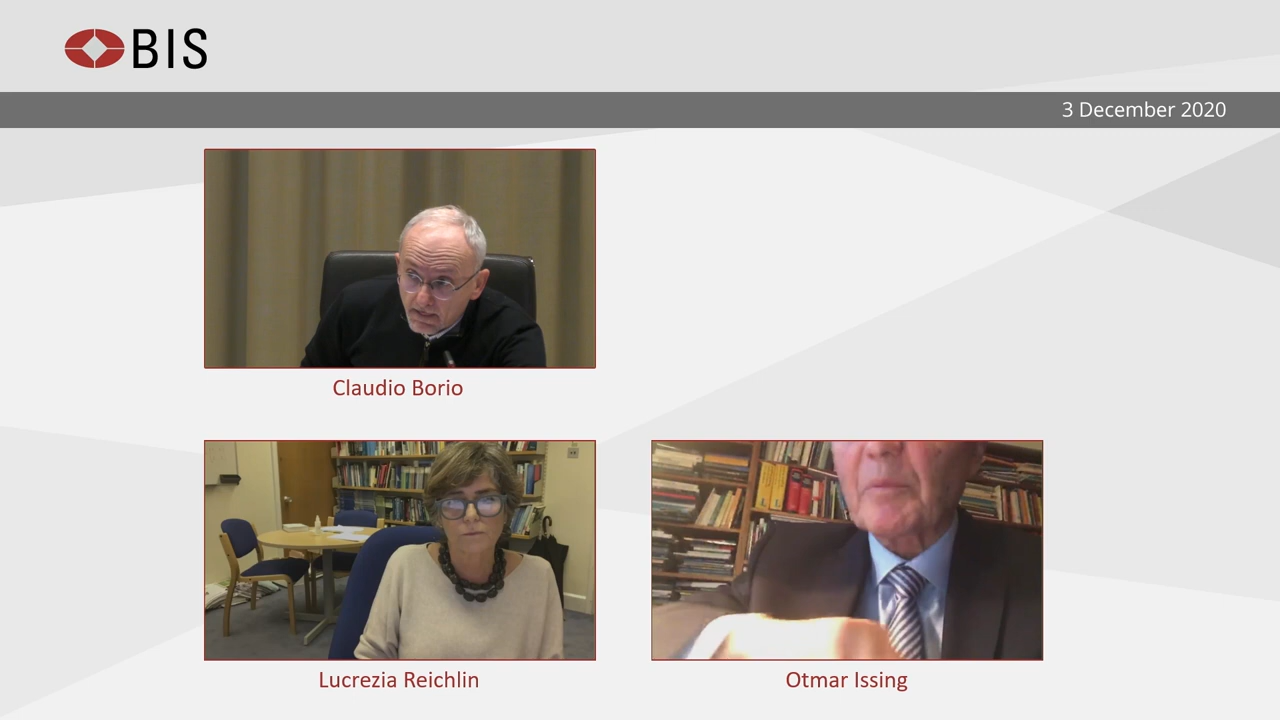 BIS
3 December 2020
Claudio Borio
Lucrezia Reichlin
Otmar Issing